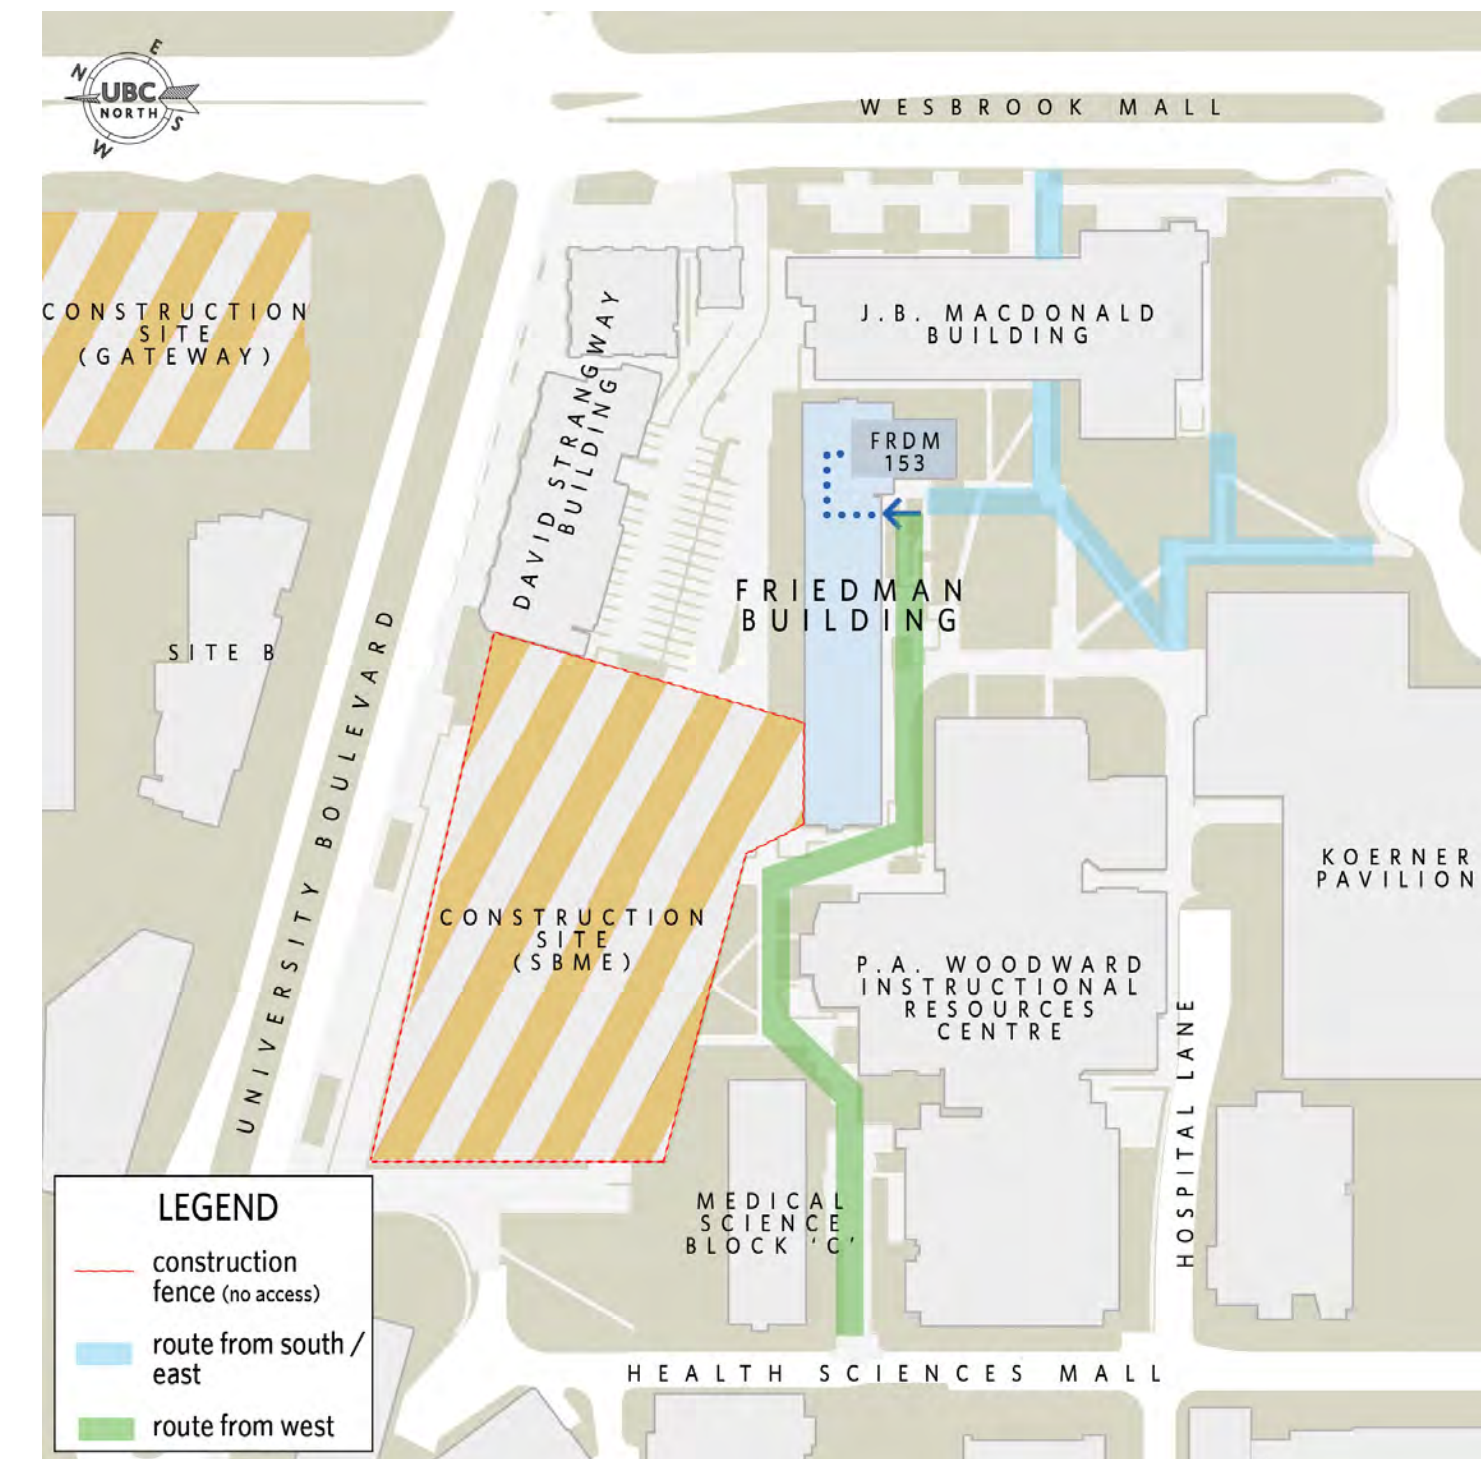 E
N
UBC
NORTH
S
W
WESBROOK MALL
CONSTRUCTION
SITE
(GATEWAY)
J.B. MACDONALD
BUILDING
DAVID STRANGWAY
BUILDING
FRDM
153
FRIEDMAN
BUILDING
SITE B
UNIVERSITY BOULEVARD
KOERNER
PAVILION
CONSTRUCTION
SITE
(SBME)
P.A. WOODWARD
INSTRUCTIONAL
RESOURCES
CENTRE
HOSPITAL LANE
MEDICAL
SCIENCE
BLOCK 'C'
HEALTH SCIENCES MALL
LEGEND
construction
fence (no access)
route from south /
east
route from west